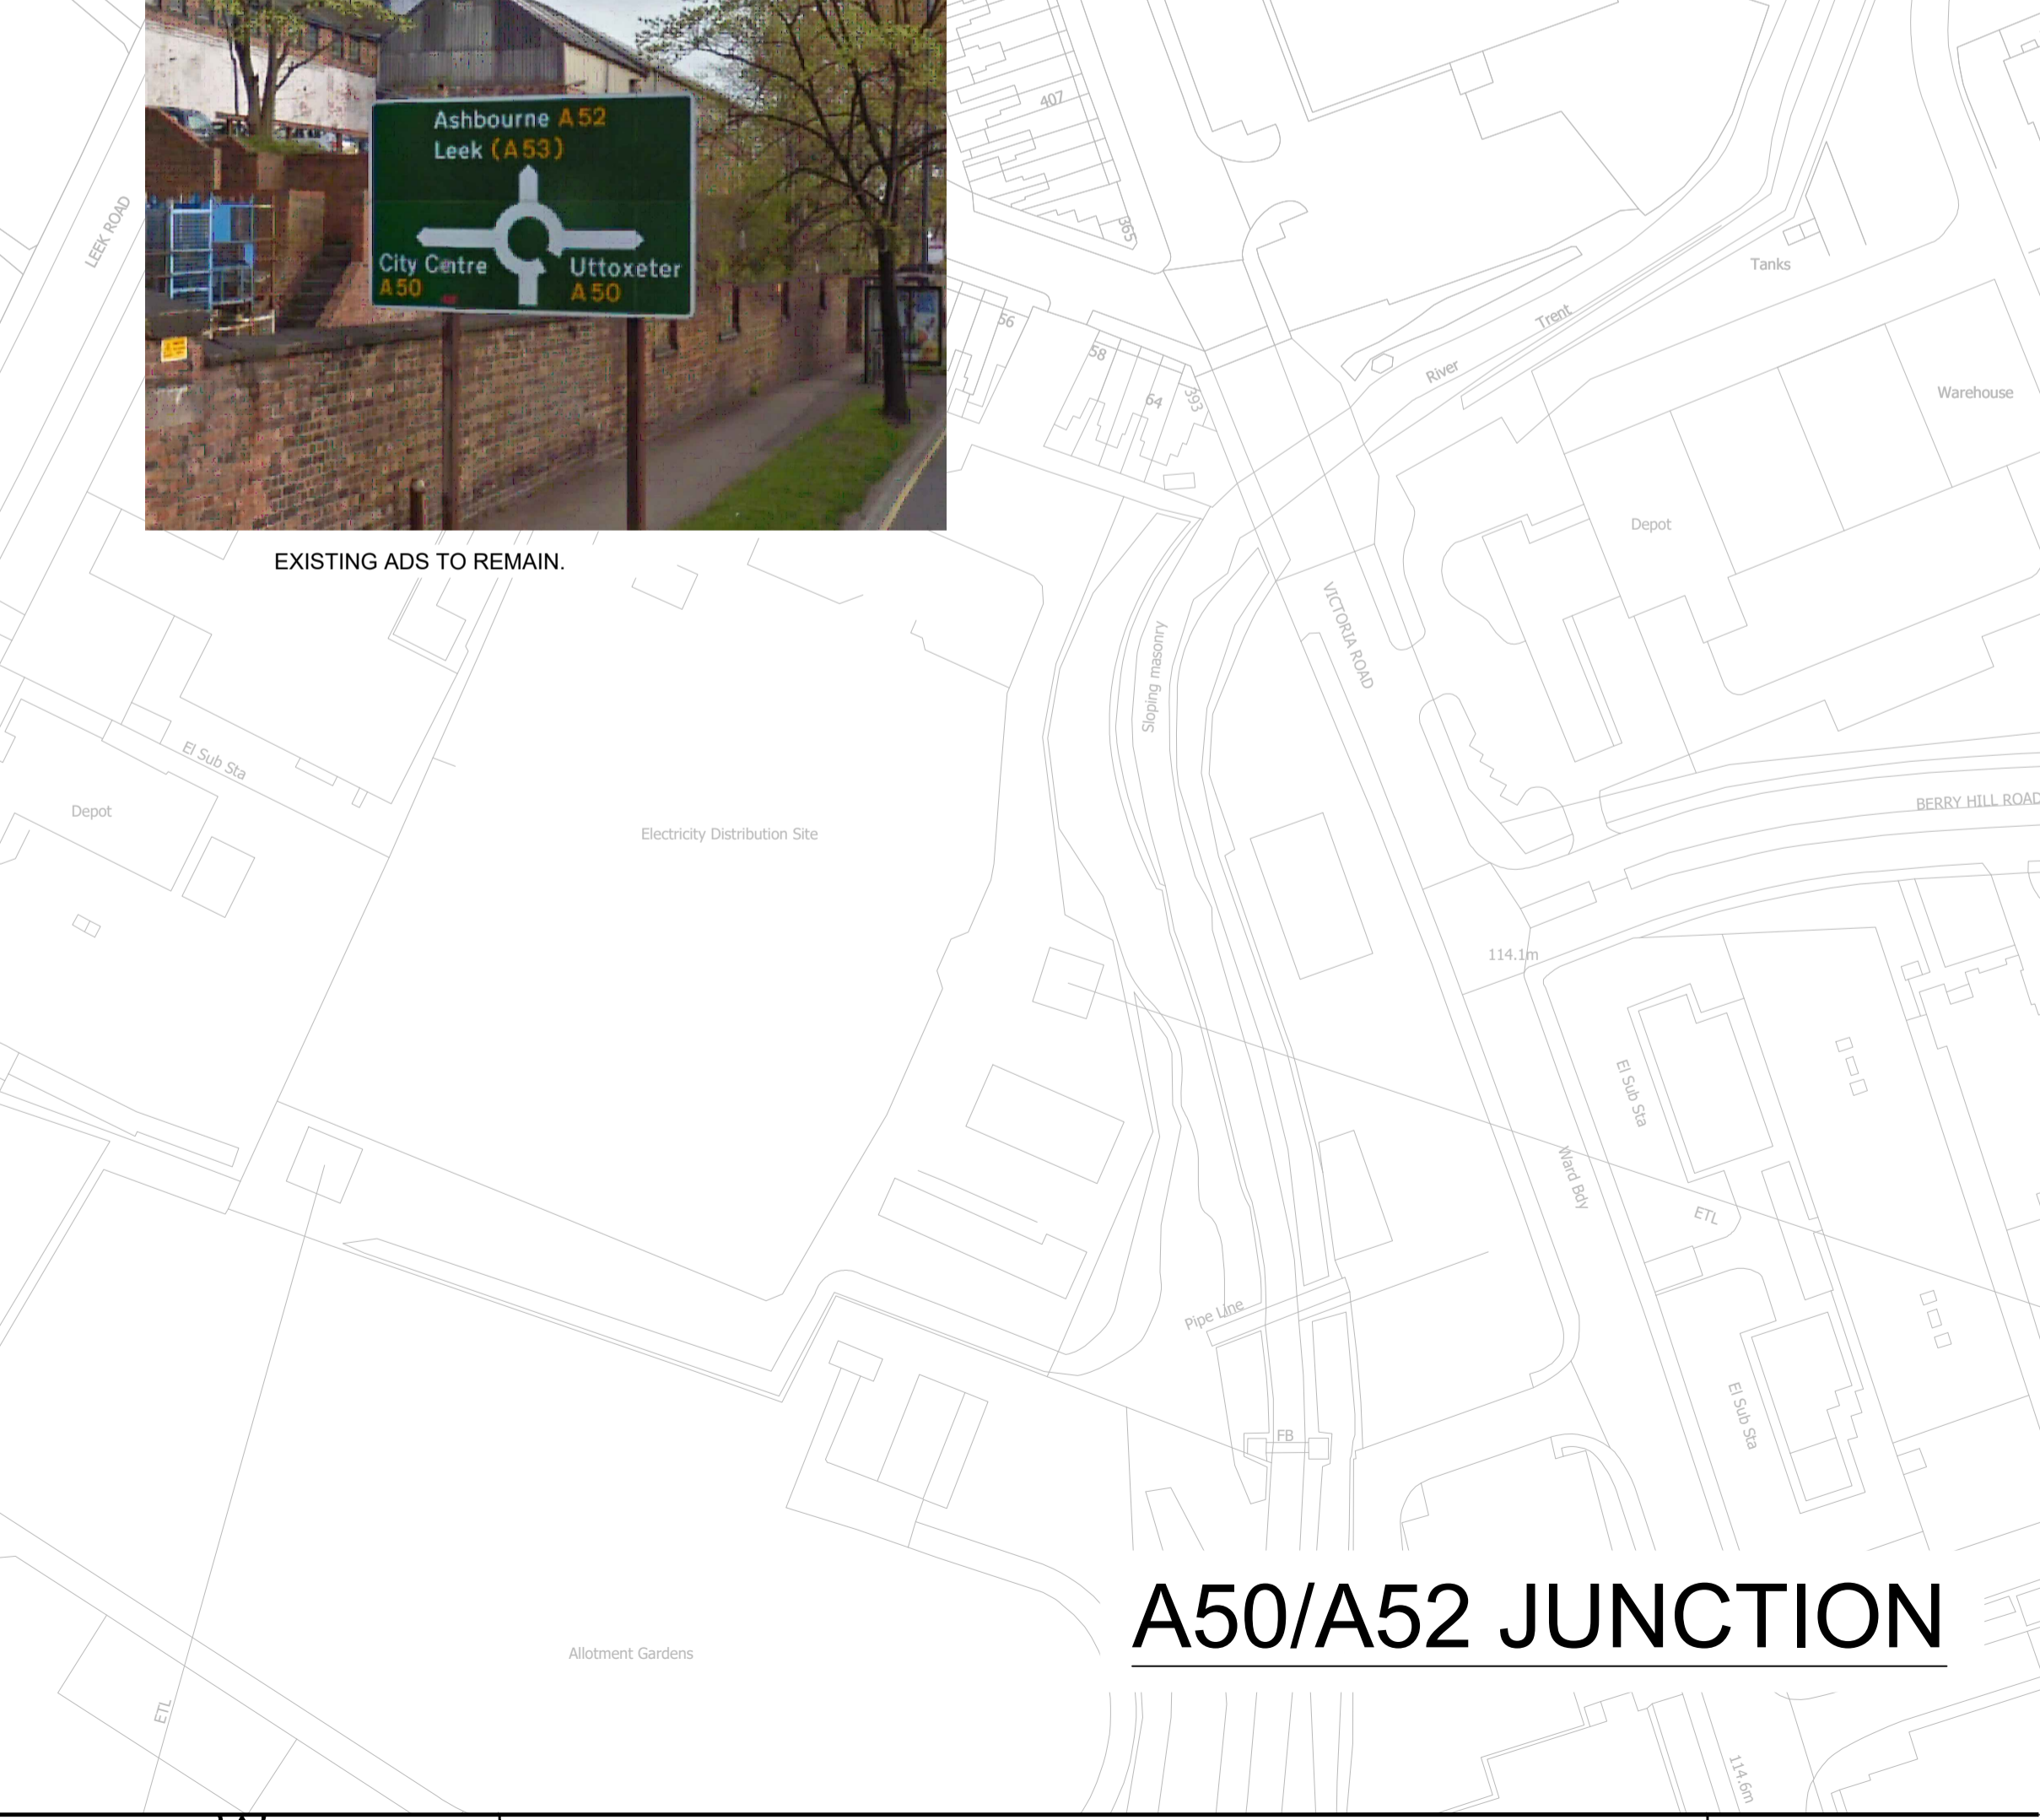 Ashbourne A52
Leek (A53)
City Centre
A50
Uttoxeter
A50
EXISTING ADS TO REMAIN.
LEEK ROAD
407
365
56
58
64
393
Tanks
River
Trent
Warehouse
Depot
VICTORIA ROAD
Sloping masonry
El Sub Sta
Depot
Electricity Distribution Site
BERRY HILL ROAD
114.1m
El Sub Sta
Ward Bdy
ETL
Pipe Line
El Sub Sta
FB
A50/A52 JUNCTION
Allotment Gardens
ETL
114.6m